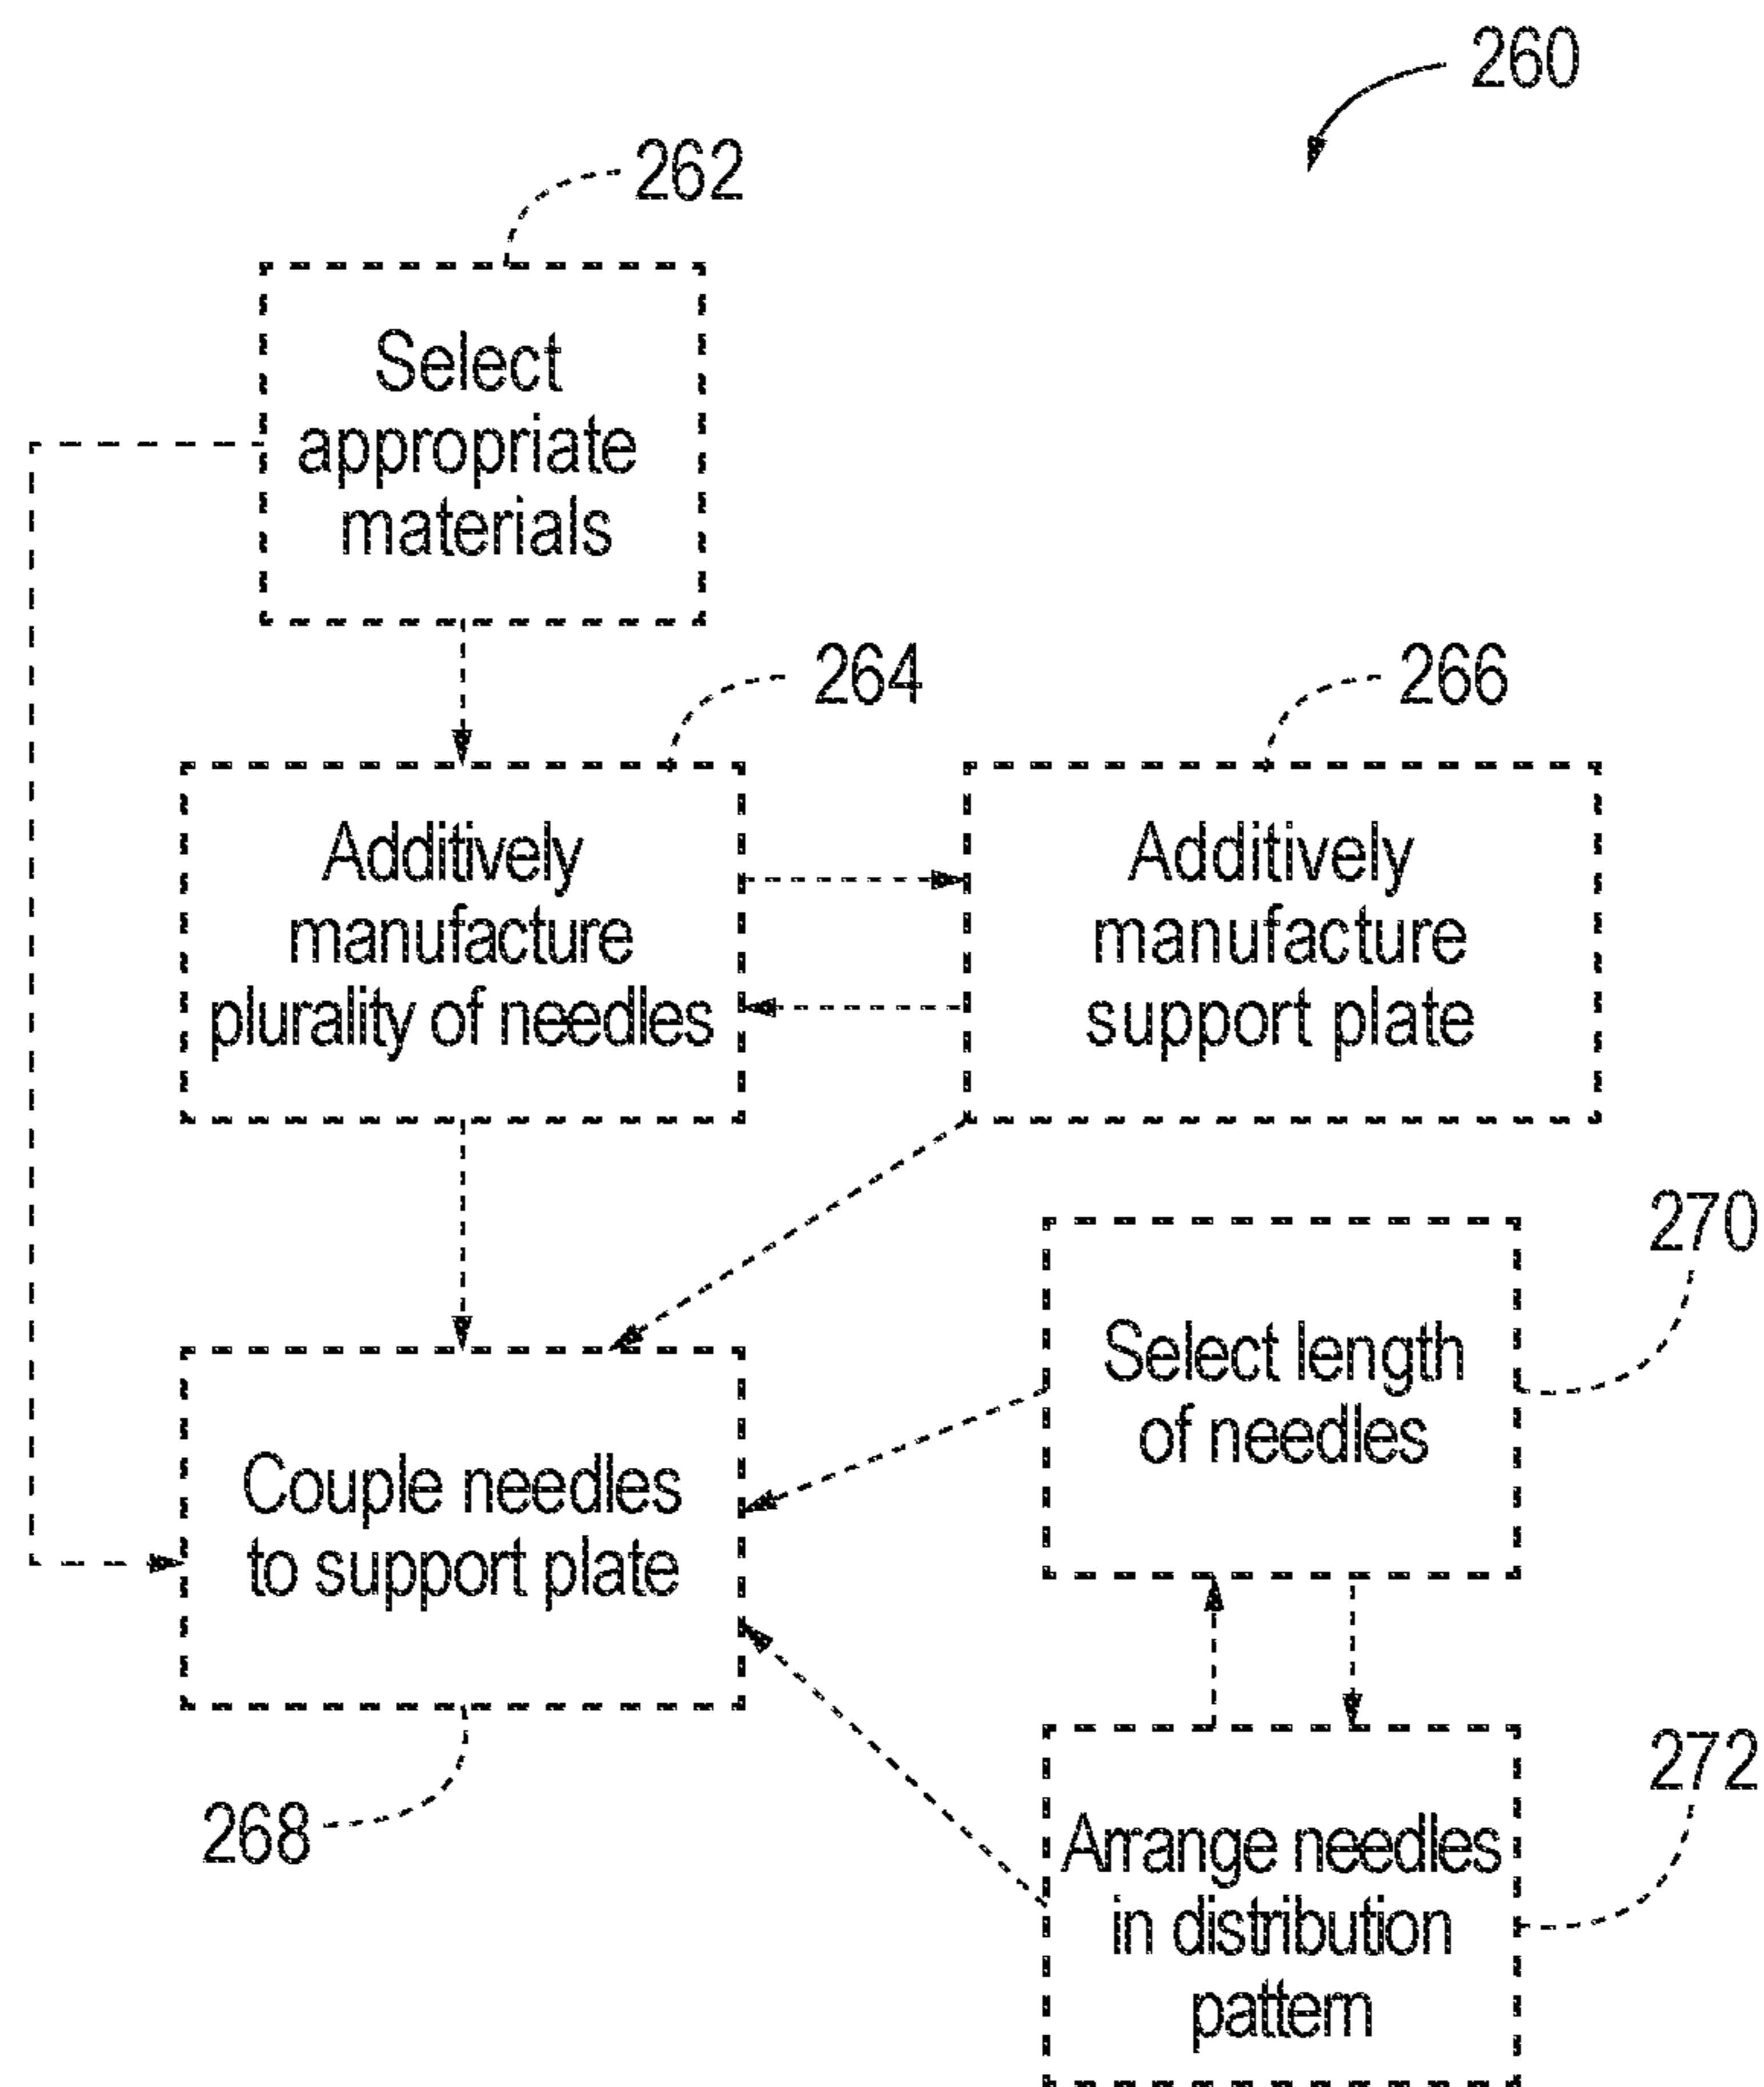 260
262
Select
appropriate
materials
264
266
Additively
manufacture
plurality of needles
Additively
manufacture
support plate
270
Select length
of needles
Couple needles
to support plate
268
272
Arrange needles
in distribution
pattern